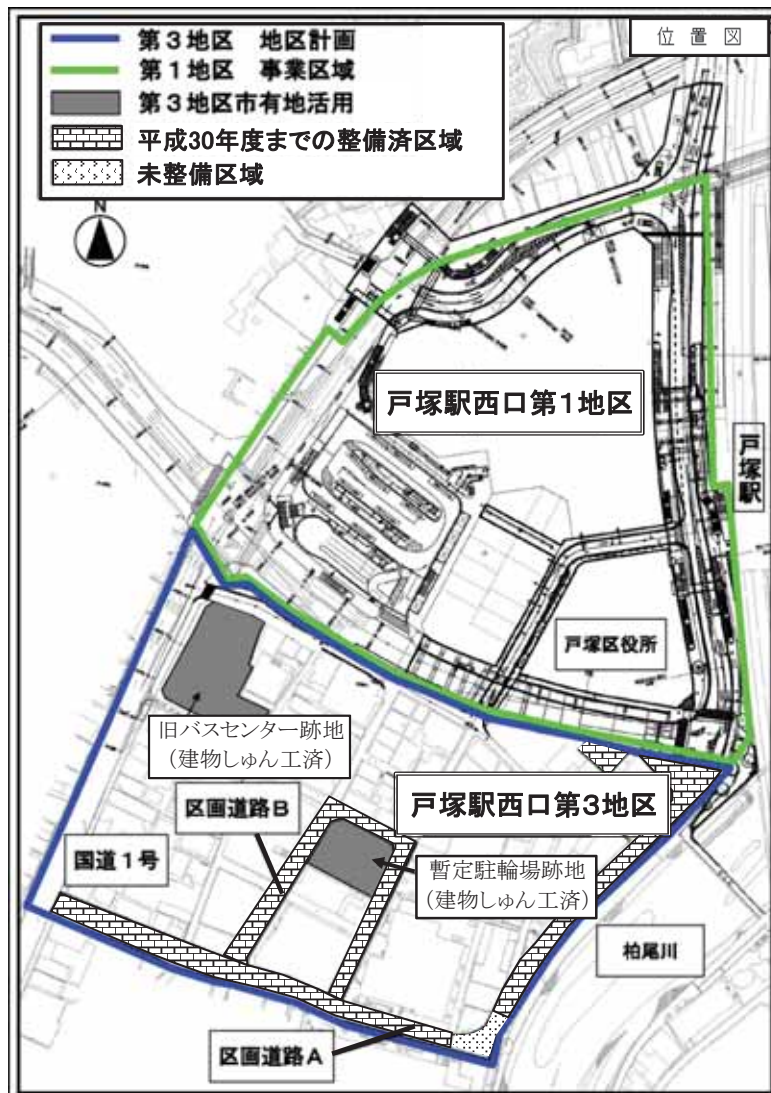 位置図
第3地区 地区計画
第1地区 事業区域
第3地区市有地活用
平成30年度までの整備済区域
未整備区域
N
戸塚駅西口第1地区
戸塚駅
戸塚区役所
旧バスセンター跡地
(建物しゅん工済)
戸塚駅西口第3地区
区画道路B
国道1号
暫定駐輪場跡地
(建物しゅん工済)
柏尾川
区画道路A